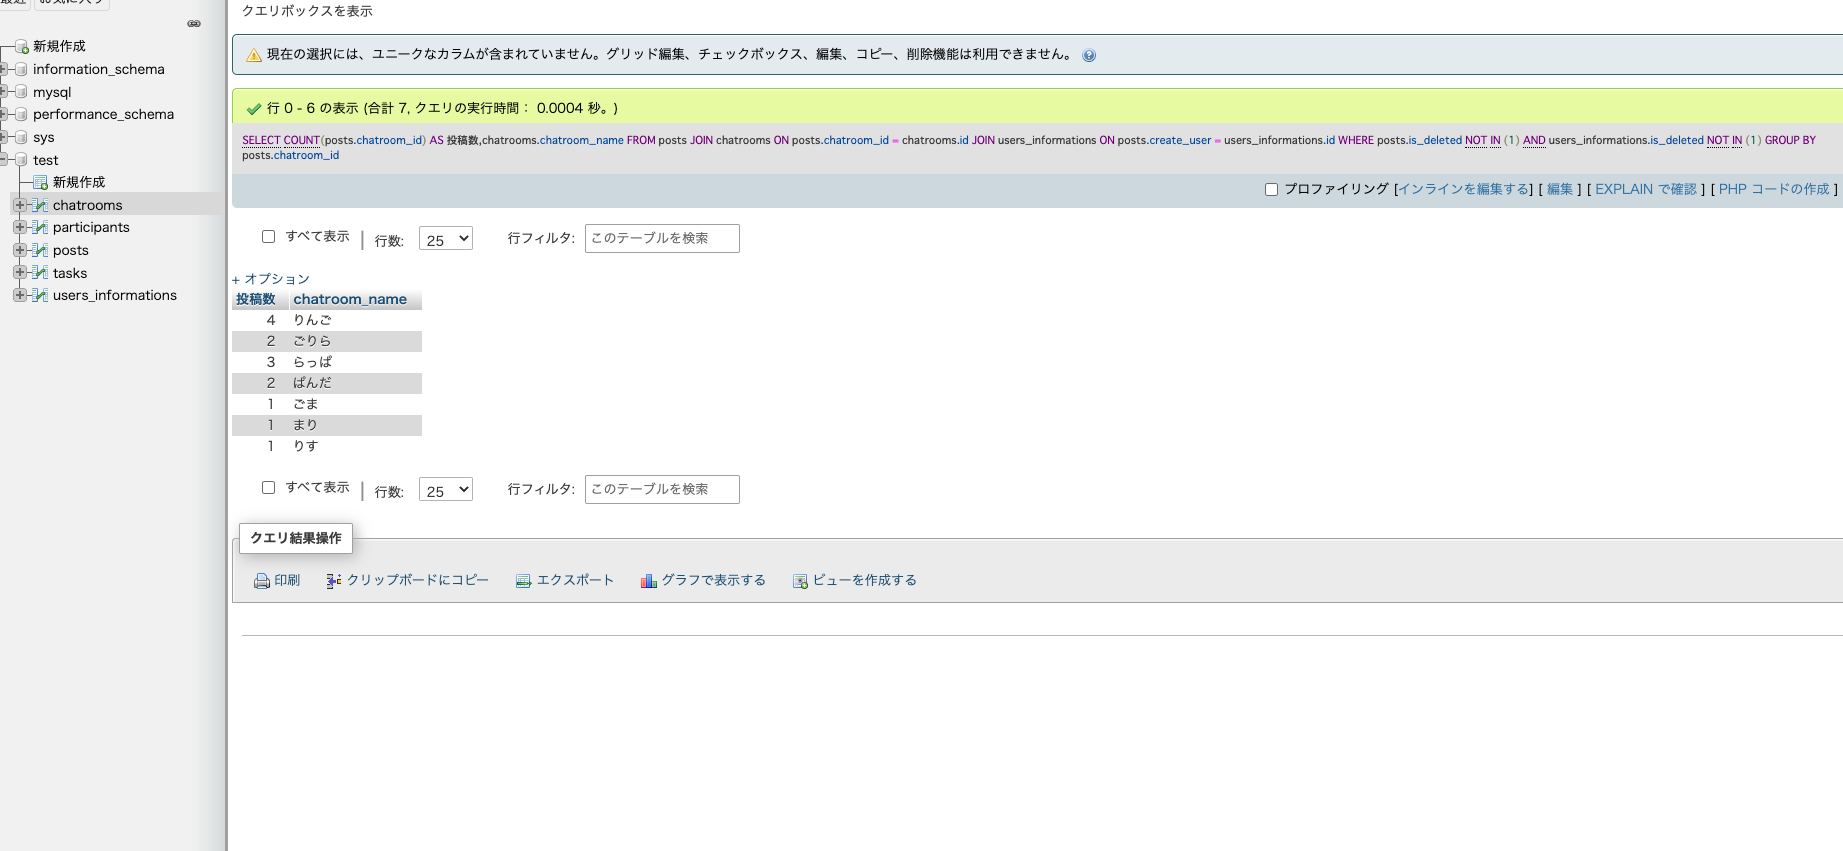 最近
お気に入り
新規作成
information_schema
mysql
performance_schema
sys
test
新規作成
chatrooms
participants
posts
tasks
users_informations
クエリボックスを表示
現在の選択には、ユニークなカラムが含まれていません。グリッド編集、チェックボックス、編集、コピー、削除機能は利用できません。
行 0 - 6 の表示 (合計 7, クエリの実行時間： 0.0004 秒。)
SELECT COUNT(posts.chatroom_id) AS 投稿数,chatrooms.chatroom_name FROM posts JOIN chatrooms ON posts.chatroom_id = chatrooms.id JOIN users_informations ON posts.create_user = users_informations.id WHERE posts.is_deleted NOT IN (1) AND users_informations.is_deleted NOT IN (1) GROUP BY
posts.chatroom_id
プロファイリング [インラインを編集する] [ 編集 ] [ EXPLAIN で確認 ] [ PHP コードの作成 ]
すべて表示 | 行数: 25 行フィルタ: このテーブルを検索
+ オプション
投稿数 chatroom_name
4 りんご
2 ごりら
3 らっぱ
2 ぱんだ
1 ごま
1 まり
1 りす
すべて表示 | 行数: 25 行フィルタ: このテーブルを検索
クエリ結果操作
印刷 クリップボードにコピー エクスポート グラフで表示する ビューを作成する